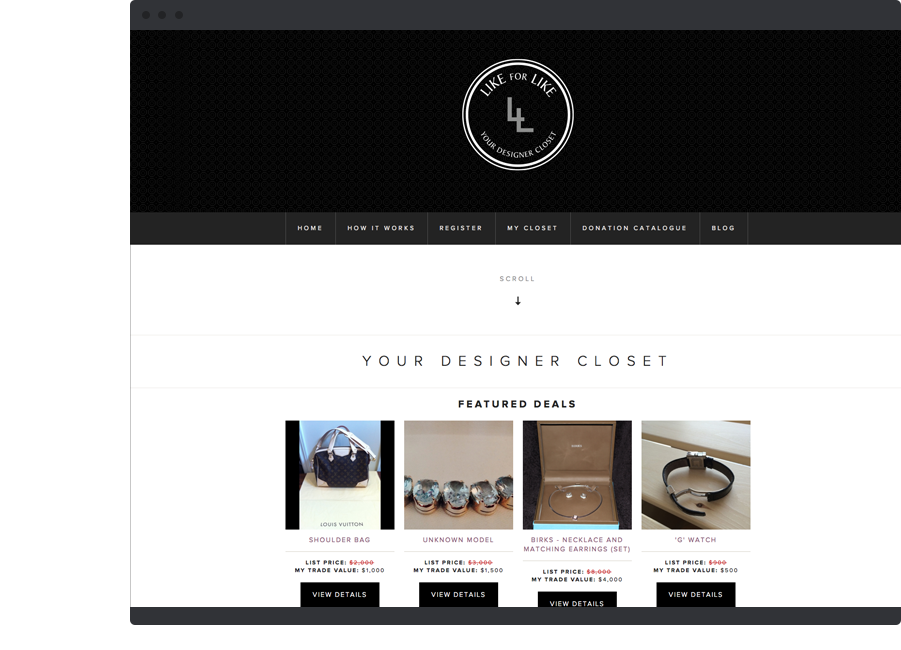 LIKE FOR LIKE
LL
YOUR DESIGNER CLOSET
HOME HOW IT WORKS REGISTER MY CLOSET DONATION CATALOGUE BLOG
SCROLL
YOUR DESIGNER CLOSET
FEATURED DEALS
LOUIS VUITTON
SHOULDER BAG
LIST PRICE: $2,000
MY TRADE VALUE: $1,000
VIEW DETAILS
UNKNOWN MODEL
LIST PRICE: $3,000
MY TRADE VALUE: $1,500
VIEW DETAILS
BIRKS - NECKLACE AND
MATCHING EARRINGS (SET)
LIST PRICE: $8,000
MY TRADE VALUE: $4,000
VIEW DETAILS
'G' WATCH
LIST PRICE: $900
MY TRADE VALUE: $500
VIEW DETAILS